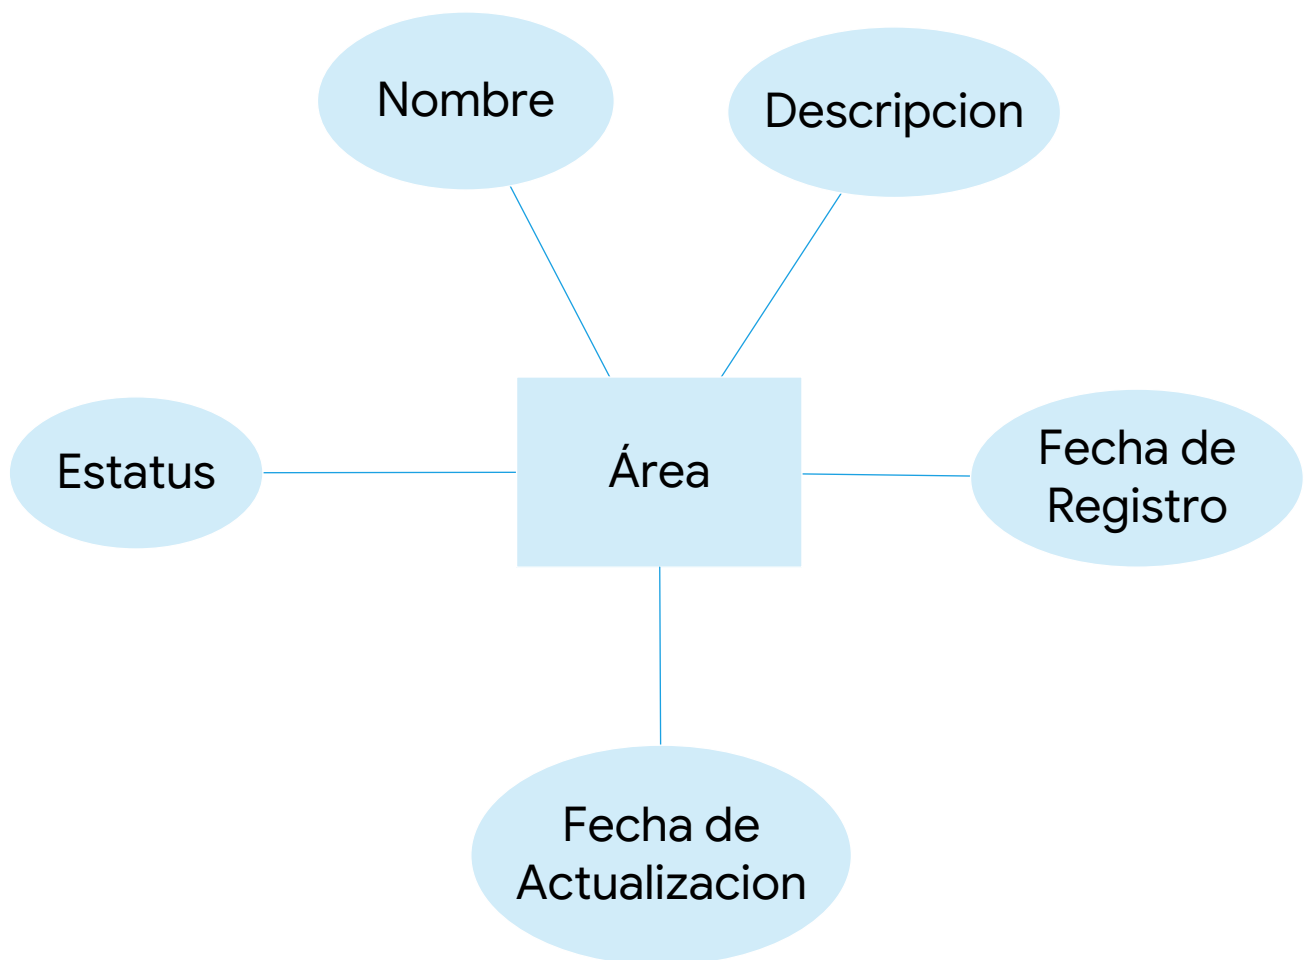 Nombre
Descripcion
Estatus
Área
Fecha de
Registro
Fecha de
Actualizacion